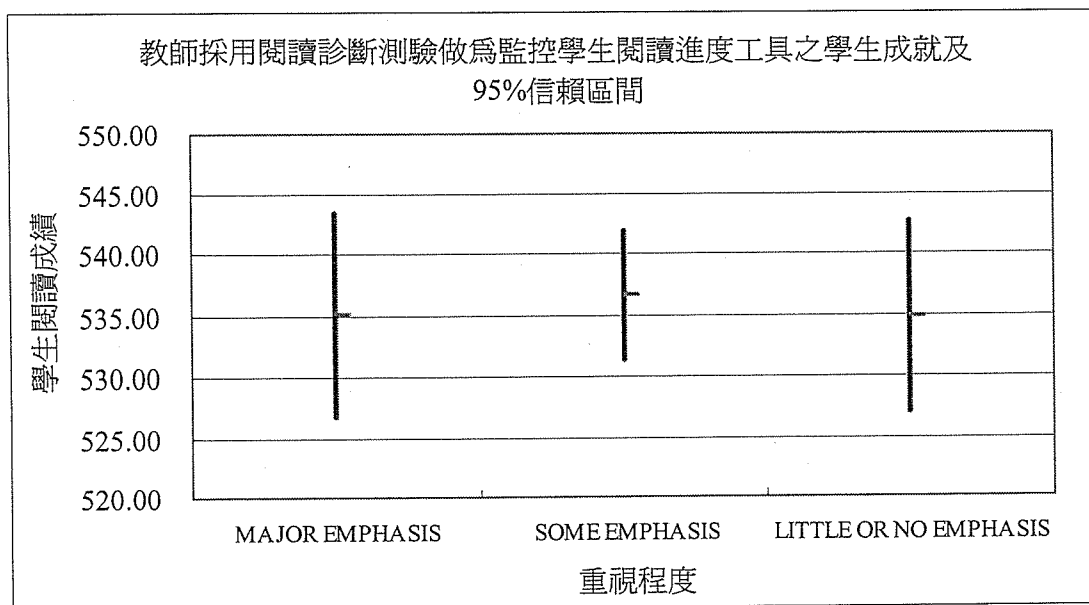 教師採用閱讀診斷測驗做為監控學生閱讀進度工具之學生成就及
95%信賴區間
550.00
545.00
540.00
535.00
530.00
525.00
520.00
學生閱讀成績
MAJOR EMPHASIS
SOME EMPHASIS
LITTLE OR NO EMPHASIS
重視程度